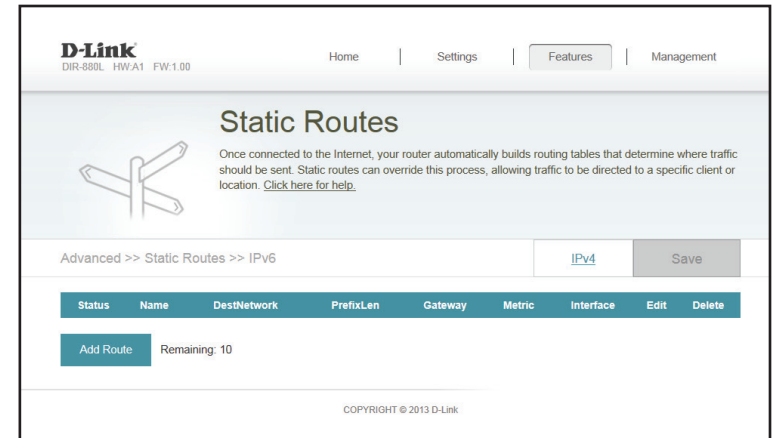 D-Link
DIR-880L HW:A1 FW:1.00
Home
Settings
Features
Management
Static Routes
Once connected to the Internet, your router automatically builds routing tables that determine where traffic
should be sent. Static routes can override this process, allowing traffic to be directed to a specific client or
location. Click here for help.
Advanced >> Static Routes >> IPv6
IPv4
Save
Status Name DestNetwork PrefixLen Gateway Metric Interface Edit Delete
Add Route
Remaining: 10
COPYRIGHT © 2013 D-Link